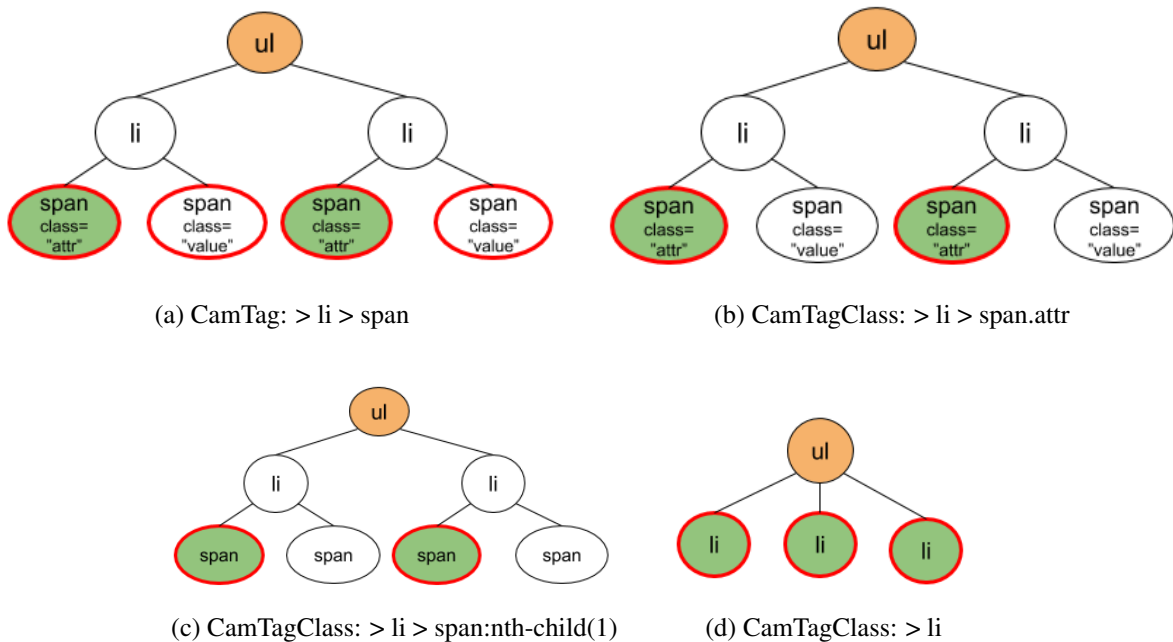 ul
li
li
span
class=
"attr"
span
class=
"value"
span
class=
"attr"
span
class=
"value"
(a) CamTag: > li > span
ul
li
li
span
class=
"attr"
span
class=
"value"
span
class=
"attr"
span
class=
"value"
(b) CamTagClass: > li > span.attr
ul
li
li
span
span
span
span
(c) CamTagClass: > li > span:nth-child(1)
ul
li
li
li
(d) CamTagClass: > li